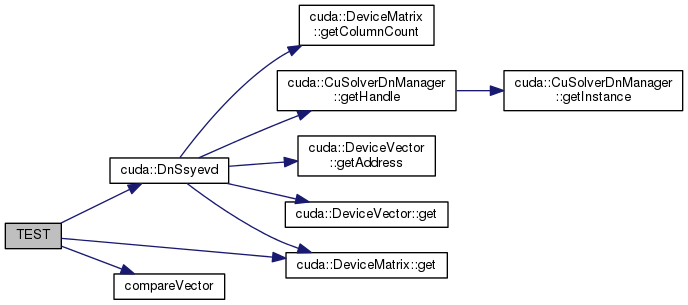 cuda::DeviceMatrix
::getColumnCount
cuda::CuSolverDnManager
::getHandle
cuda::CuSolverDnManager
::getInstance
cuda::DeviceVector
::getAddress
cuda::DnSsyevd
cuda::DeviceVector::get
TEST
cuda::DeviceMatrix::get
compareVector